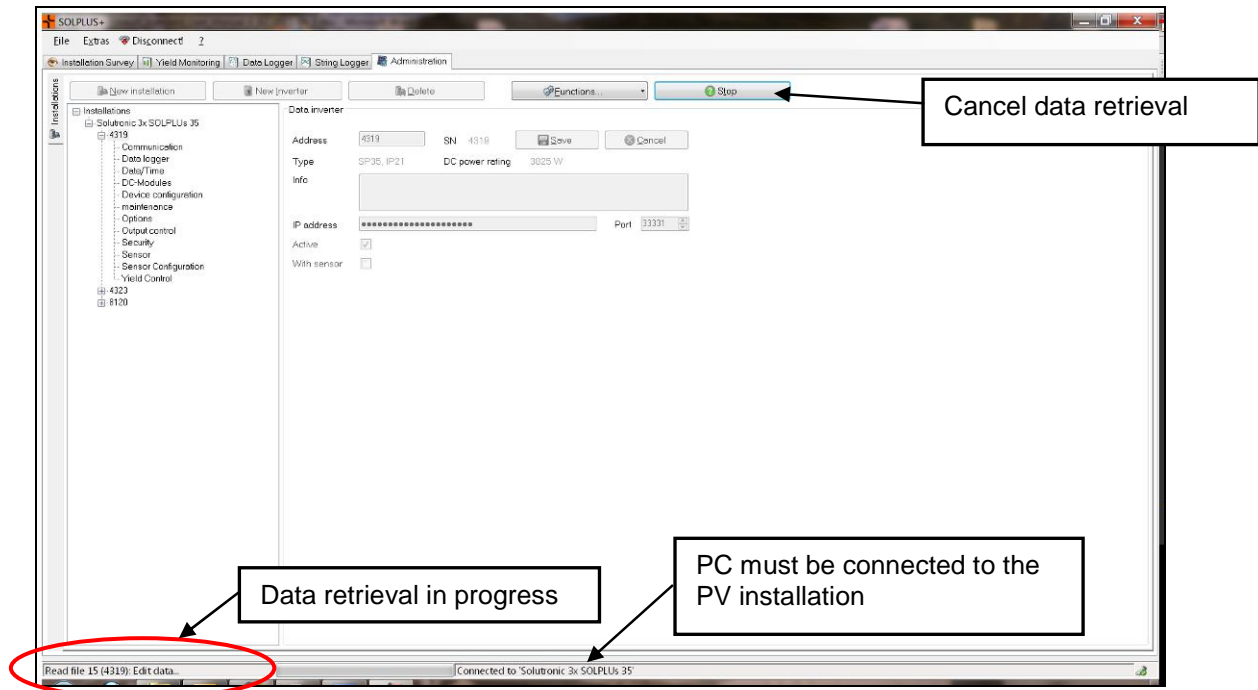 SOLPLUS+
File Extras Disconnect! ?
Installation Survey Yield Monitoring Data Logger String Logger Administration
Installations
New installation New Inverter Delete Functions... Stop
Cancel data retrieval
Installations
Solutronic 3x SOLPLUs 35
4319
Communication
Data logger
Data/Time
DC-Modules
Device configuration
maintenance
Options
Output control
Security
Sensor
Sensor Configuration
Yield Control
4323
8120
Data inverter
Address 4319 SN 4319 Save Cancel
Type SP35, IP21 DC power rating 3825 W
Info
IP address ••••••••••••••••••••• Port 33331
Active
With sensor
Data retrieval in progress
PC must be connected to the
PV installation
Read file 15 (4319): Edit data...
Connected to 'Solutronic 3x SOLPLUs 35'